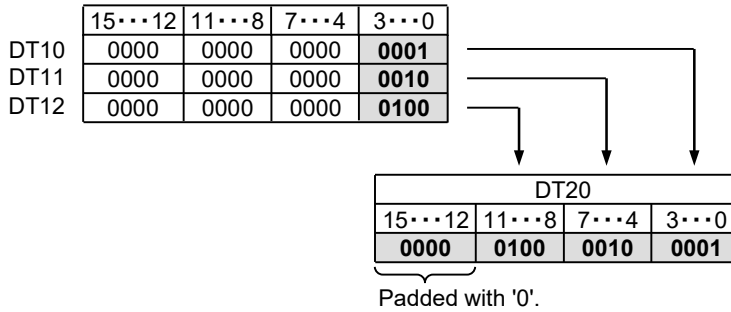 15･･･12 11･･･8 7･･･4 3･･･0
DT10 0000 0000 0000 0001
DT11 0000 0000 0000 0010
DT12 0000 0000 0000 0100
DT20
15･･･12 11･･･8 7･･･4 3･･･0
0000 0100 0010 0001
Padded with '0'.